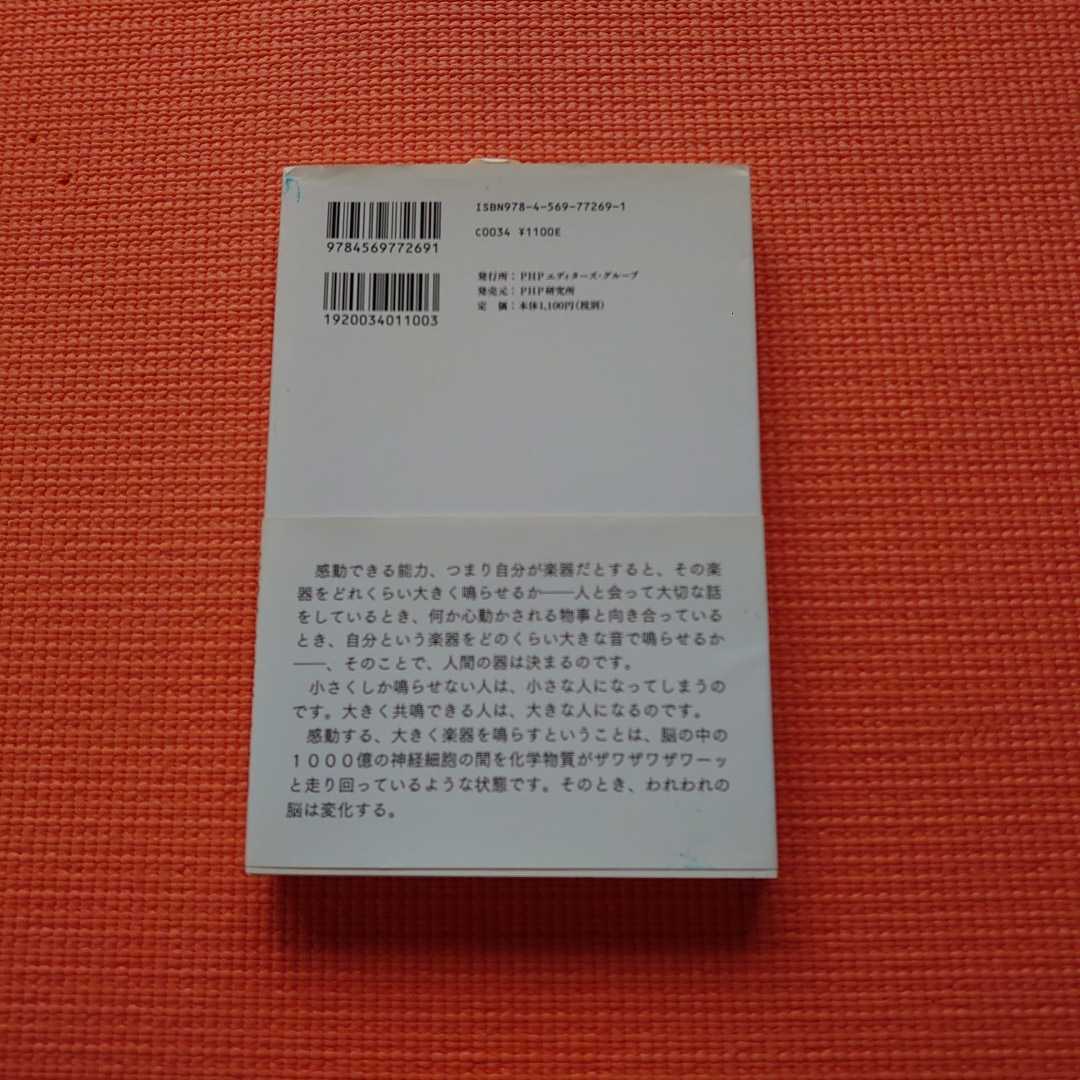 ISBN978-4-569-77269-1
C0034 ¥1100E
9784569772691
1920034011003
発行所：PHPエディターズ・グループ
発売元：PHP研究所
定　価：本体1,100円（税別）
感動できる能力、つまり自分が楽器だとすると、その楽
器をどれくらい大きく鳴らせるか――人と会って大切な話
をしているとき、何か心動かされる物事と向き合っている
とき、自分という楽器をどのくらい大きな音で鳴らせるか
――、そのことで、人間の器は決まるのです。
小さくしか鳴らせない人は、小さな人になってしまうの
です。大きく共鳴できる人は、大きな人になるのです。
感動する、大きく楽器を鳴らすということは、脳の中の
１０００億の神経細胞の間を化学物質がザワザワザワーッ
と走り回っているような状態です。そのとき、われわれの
脳は変化する。